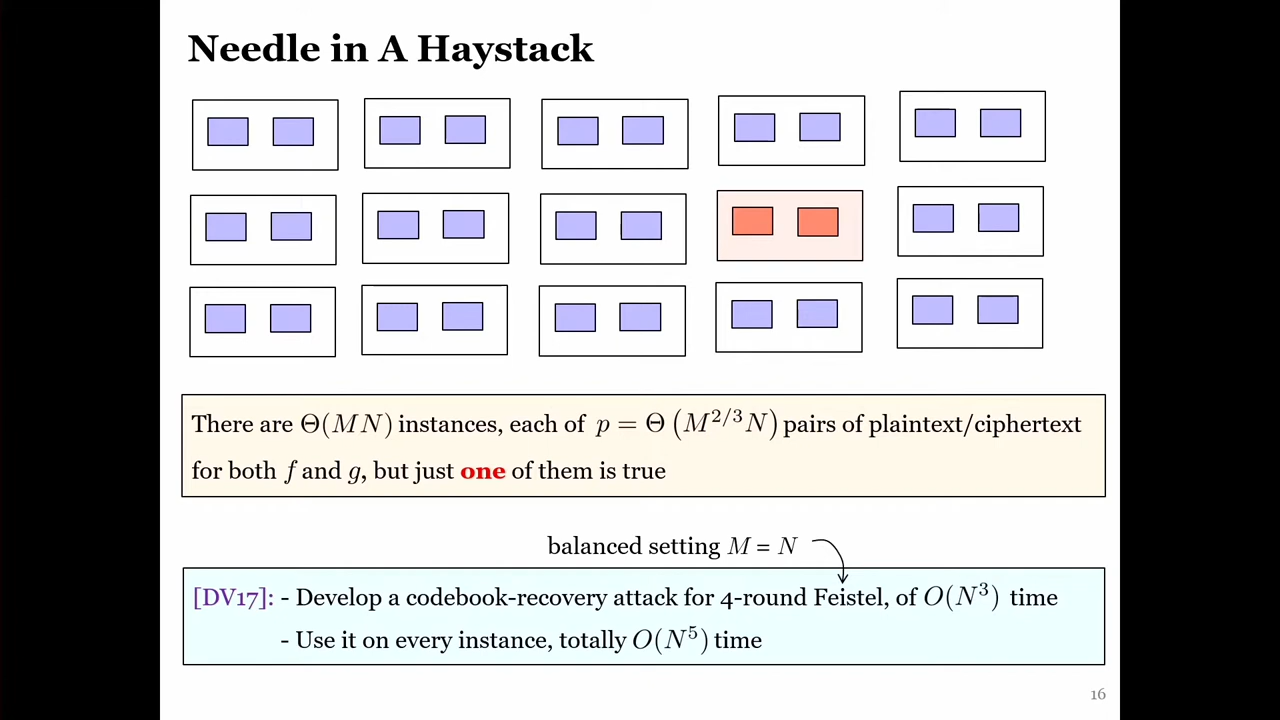 Needle in A Haystack
There are Θ(MN) instances, each of p = Θ(M^{2/3}N) pairs of plaintext/ciphertext
for both f and g, but just one of them is true
balanced setting M = N
[DV17]: - Develop a codebook-recovery attack for 4-round Feistel, of O(N^3) time
- Use it on every instance, totally O(N^5) time
16